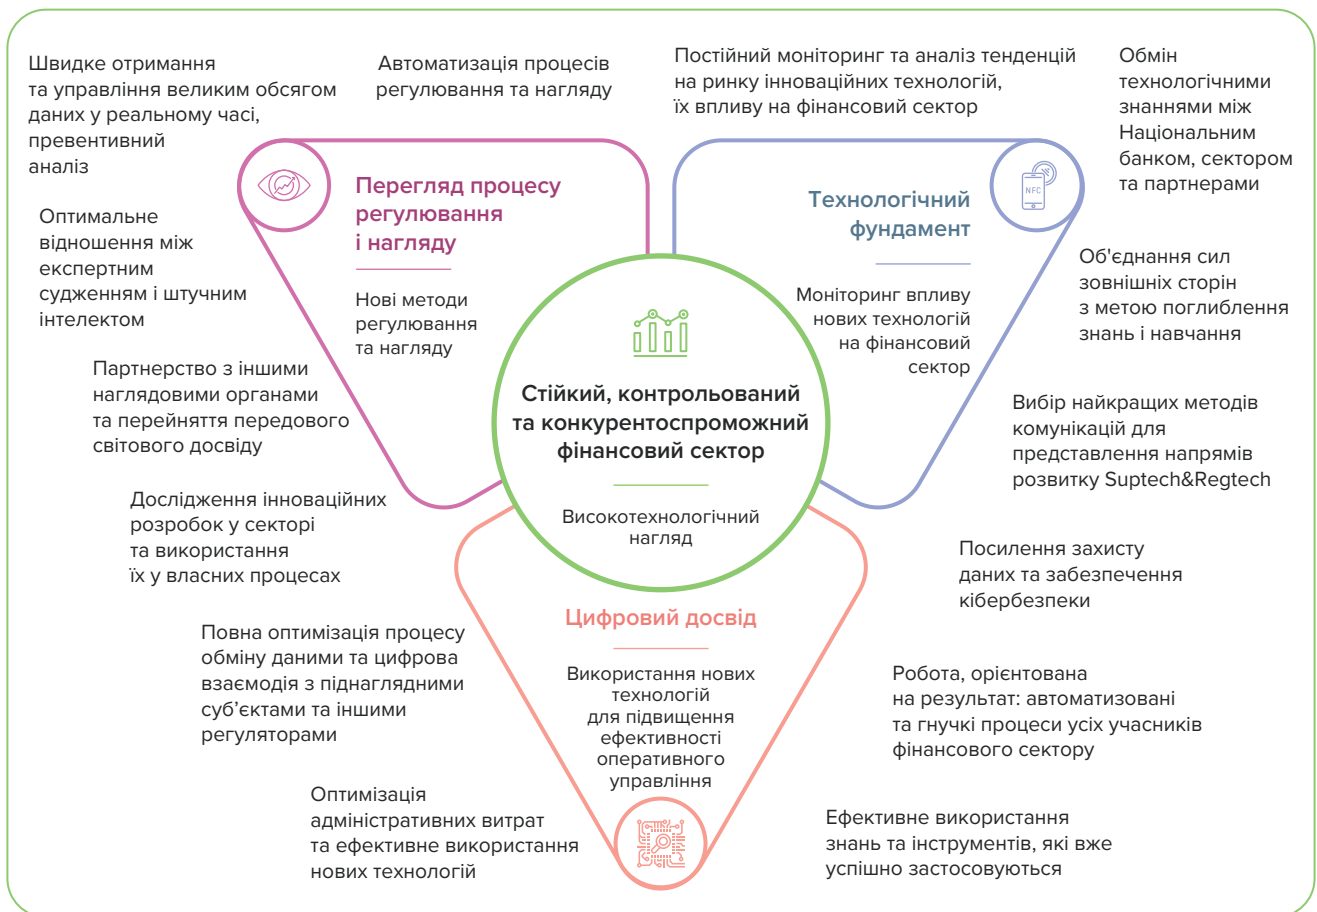 Швидке отримання
та управління великим обсягом
даних у реальному часі,
превентивний
аналіз
Автоматизація процесів
регулювання та нагляду
Постійний моніторинг та аналіз тенденцій
на ринку інноваційних технологій,
їх впливу на фінансовий сектор
Обмін
технологічними
знаннями між
Національним
банком, сектором
та партнерами
Перегляд процесу
регулювання
і нагляду
Нові методи
регулювання
та нагляду
Технологічний
фундамент
Моніторинг впливу
нових технологій
на фінансовий
сектор
NFC
Оптимальне
відношення між
експертним
судженням і штучним
інтелектом
Об'єднання сил
зовнішніх сторін
з метою поглиблення
знань і навчання
Партнерство з іншими
наглядовими органами
та перейняття передового
світового досвіду
Стійкий, контрольований
та конкурентоспроможний
фінансовий сектор
Високотехнологічний
нагляд
Вибір найкращих методів
комунікацій для
представлення напрямів
розвитку Suptech&Regtech
Дослідження інноваційних
розробок у секторі
та використання
їх у власних процесах
Посилення захисту
даних та забезпечення
кібербезпеки
Повна оптимізація процесу
обміну даними та цифрова
взаємодія з піднаглядними
суб’єктами та іншими
регуляторами
Цифровий досвід
Використання нових
технологій
для підвищення
ефективності
оперативного
управління
Робота, орієнтована
на результат: автоматизовані
та гнучкі процеси усіх учасників
фінансового сектору
Оптимізація
адміністративних витрат
та ефективне використання
нових технологій
Ефективне використання
знань та інструментів, які вже
успішно застосовуються